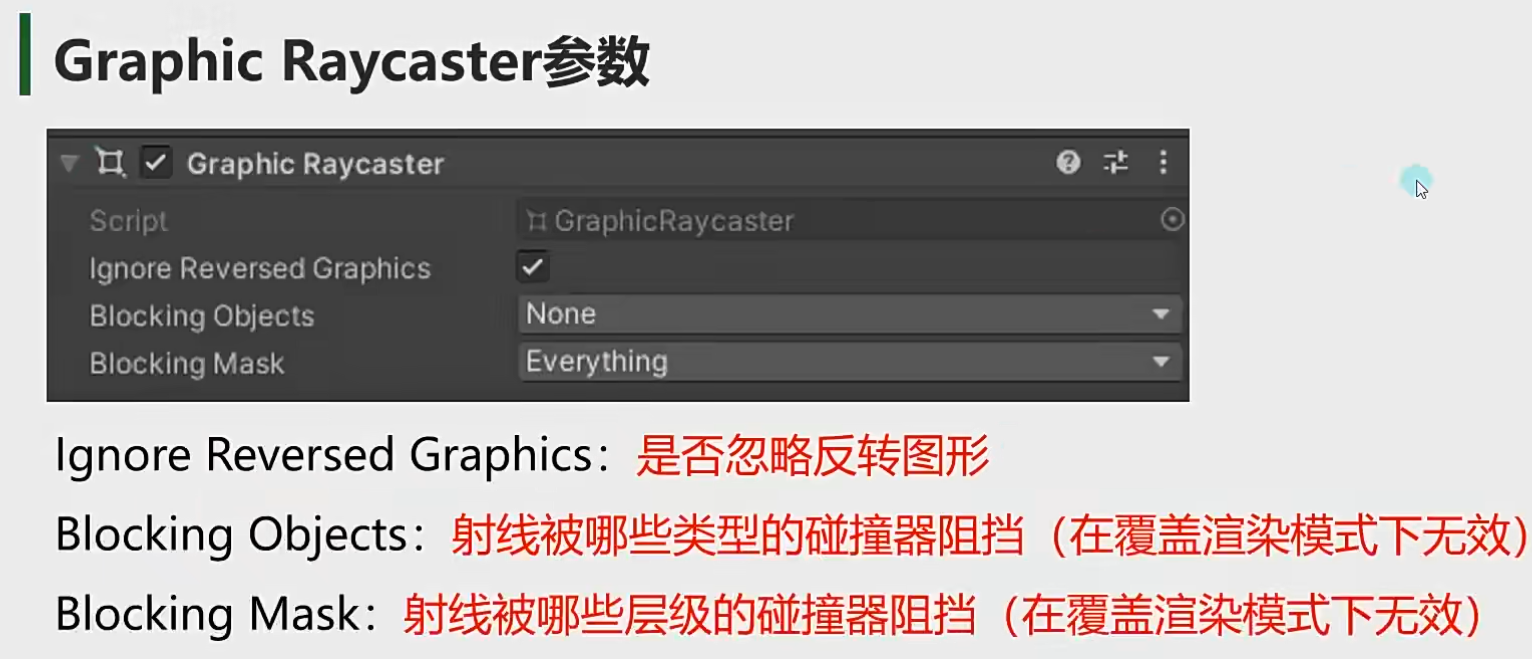 Graphic Raycaster参数
Graphic Raycaster
Script GraphicRaycaster
Ignore Reversed Graphics
Blocking Objects None
Blocking Mask Everything
Ignore Reversed Graphics：是否忽略反转图形
Blocking Objects：射线被哪些类型的碰撞器阻挡（在覆盖渲染模式下无效）
Blocking Mask：射线被哪些层级的碰撞器阻挡（在覆盖渲染模式下无效）